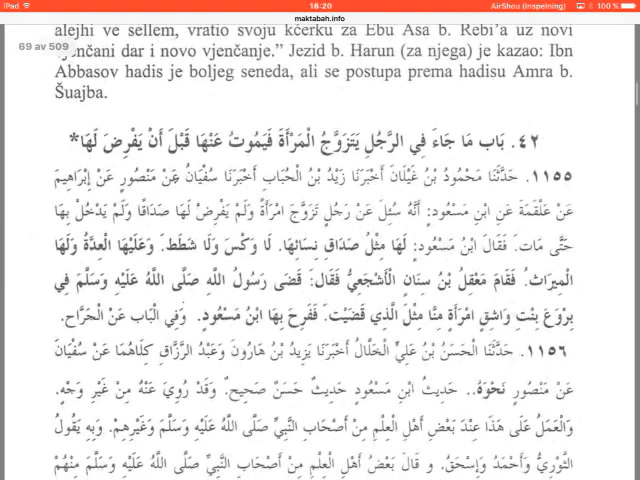 iPad
18:20
AirShou (Inspelning)
100 %
maktabah.info
alejhi ve sellem, vratio svoju kćerku za Ebu Asa b. Rebi'a uz novi
69 av 509
vjenčani dar i novo vjenčanje." Jezid b. Harun (za njega) je kazao: Ibn
Abbasov hadis je boljeg seneda, ali se postupa prema hadisu Amra b.
Šuajba.
٤٢. بَاب مَا جَاءَ فِي الرَّجُلِ يَتَزَوَّجُ الْمَرْأَةَ فَيَمُوتُ عَنْهَا قَبْلَ أَنْ يَفْرِضَ لَهَا*
١١٥٥. حَدَّثَنَا مَحْمُودُ بْنُ غَيْلَانَ أَخْبَرَنَا زَيْدُ بْنُ الْحُبَابِ أَخْبَرَنَا سُفْيَانُ عَنْ مَنْصُورٍ عَنْ إِبْرَاهِيمَ
عَنْ عَلْقَمَةَ عَنِ ابْنِ مَسْعُودٍ: أَنَّهُ سُئِلَ عَنْ رَجُلٍ تَزَوَّجَ امْرَأَةً وَلَمْ يَفْرِضْ لَهَا صَدَاقًا وَلَمْ يَدْخُلْ بِهَا
حَتَّى مَاتَ. فَقَالَ ابْنُ مَسْعُودٍ: لَهَا مِثْلُ صَدَاقِ نِسَائِهَا. لَا وَكْسَ وَلَا شَطَطَ. وَعَلَيْهَا الْعِدَّةُ وَلَهَا
الْمِيرَاثُ. فَقَامَ مَعْقِلُ بْنُ سِنَانٍ الْأَشْجَعِيُّ فَقَالَ: قَضَى رَسُولُ اللَّهِ صَلَّى اللَّهُ عَلَيْهِ وَسَلَّمَ فِي
بِرْوَعَ بِنْتِ وَاشِقٍ امْرَأَةٍ مِنَّا مِثْلَ الَّذِي قَضَيْتَ. فَفَرِحَ بِهَا ابْنُ مَسْعُودٍ. وَفِي الْبَاب عَنْ الْجَرَّاحِ.
١١٥٦. حَدَّثَنَا الْحَسَنُ بْنُ عَلِيٍّ الْخَلَّالُ أَخْبَرَنَا يَزِيدُ بْنُ هَارُونَ وَعَبْدُ الرَّزَّاقِ كِلَاهُمَا عَنْ سُفْيَانَ
عَنْ مَنْصُورٍ نَحْوَهُ.. حَدِيثُ ابْنِ مَسْعُودٍ حَدِيثٌ حَسَنٌ صَحِيحٌ. وَقَدْ رُوِيَ عَنْهُ مِنْ غَيْرِ وَجْهٍ.
وَالْعَمَلُ عَلَى هَذَا عِنْدَ بَعْضِ أَهْلِ الْعِلْمِ مِنْ أَصْحَابِ النَّبِيِّ صَلَّى اللَّهُ عَلَيْهِ وَسَلَّمَ وَغَيْرِهِمْ. وَبِهِ يَقُولُ
الثَّوْرِيُّ وَأَحْمَدُ وَإِسْحَقُ. و قَالَ بَعْضُ أَهْلِ الْعِلْمِ مِنْ أَصْحَابِ النَّبِيِّ صَلَّى اللَّهُ عَلَيْهِ وَسَلَّمَ مِنْهُمْ